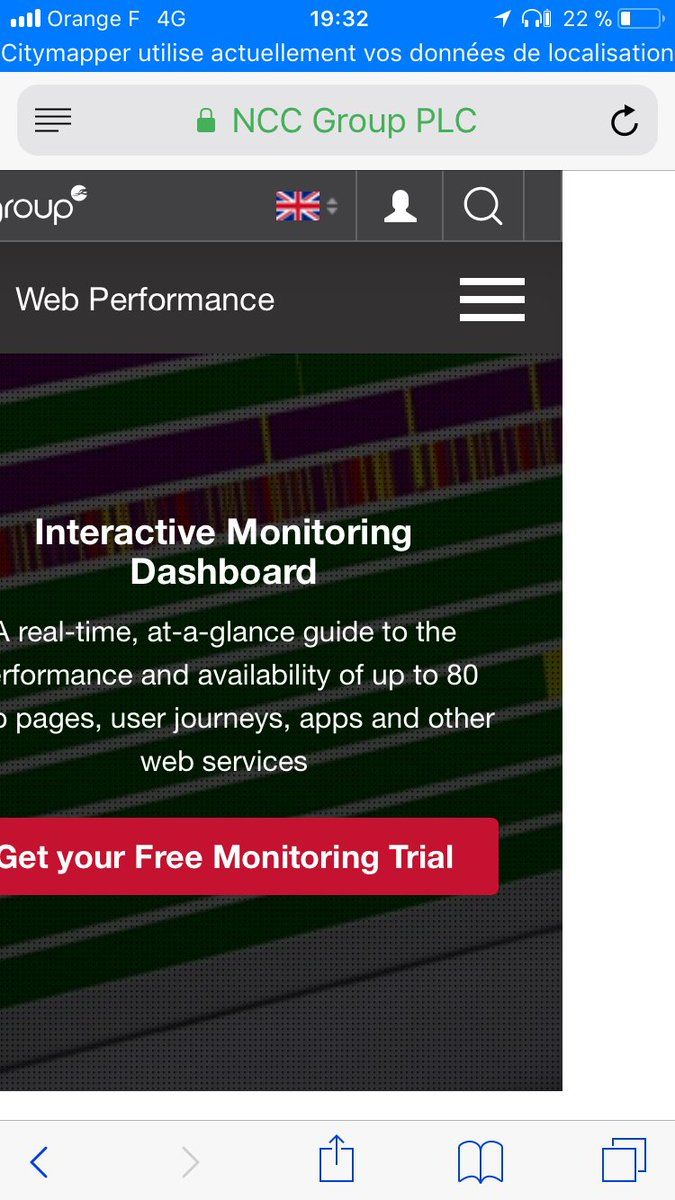 Orange F 4G 19:32 22 %
Citymapper utilise actuellement vos données de localisation
NCC Group PLC
group
Web Performance
Interactive Monitoring
Dashboard
A real-time, at-a-glance guide to the
rformance and availability of up to 80
pages, user journeys, apps and other
web services
Get your Free Monitoring Trial